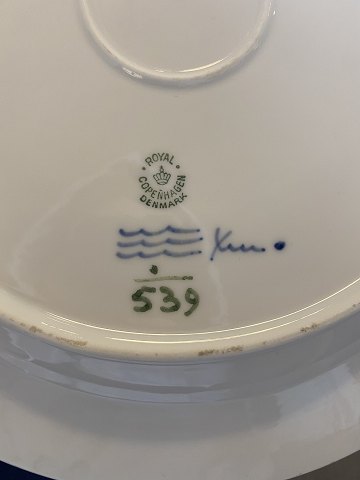 ROYAL
COPENHAGEN
DENMARK
539